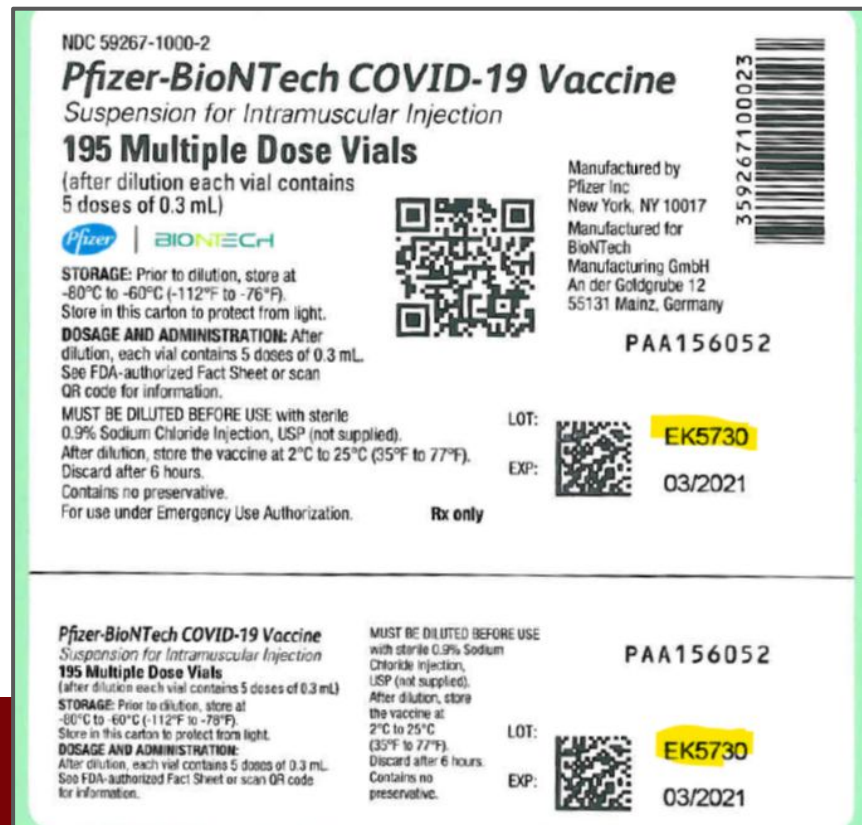 NDC 59267-1000-2
Pfizer-BioNTech COVID-19 Vaccine
Suspension for Intramuscular Injection
195 Multiple Dose Vials
(after dilution each vial contains
5 doses of 0.3 mL)
Pfizer | BIONTECH
STORAGE: Prior to dilution, store at
-80°C to -60°C (-112°F to -76°F).
Store in this carton to protect from light.
DOSAGE AND ADMINISTRATION: After
dilution, each vial contains 5 doses of 0.3 mL.
See FDA-authorized Fact Sheet or scan
QR code for information.
MUST BE DILUTED BEFORE USE with sterile
0.9% Sodium Chloride Injection, USP (not supplied).
After dilution, store the vaccine at 2°C to 25°C (35°F to 77°F).
Discard after 6 hours.
Contains no preservative.
For use under Emergency Use Authorization. Rx only
Manufactured by
Pfizer Inc
New York, NY 10017
Manufactured for
BioNTech
Manufacturing GmbH
An der Goldgrube 12
55131 Mainz, Germany
359267100023
PAA156052
LOT: EK5730
EXP: 03/2021
Pfizer-BioNTech COVID-19 Vaccine
Suspension for Intramuscular Injection
195 Multiple Dose Vials
(after dilution each vial contains 5 doses of 0.3 mL)
STORAGE: Prior to dilution, store at
-80°C to -60°C (-112°F to -76°F).
Store in this carton to protect from light.
DOSAGE AND ADMINISTRATION:
After dilution, each vial contains 5 doses of 0.3 mL.
See FDA-authorized Fact Sheet or scan QR code
for information.
MUST BE DILUTED BEFORE USE
with sterile 0.9% Sodium
Chloride Injection,
USP (not supplied).
After dilution, store
the vaccine at
2°C to 25°C
(35°F to 77°F).
Discard after 6 hours.
Contains no
preservative.
PAA156052
LOT: EK5730
EXP: 03/2021